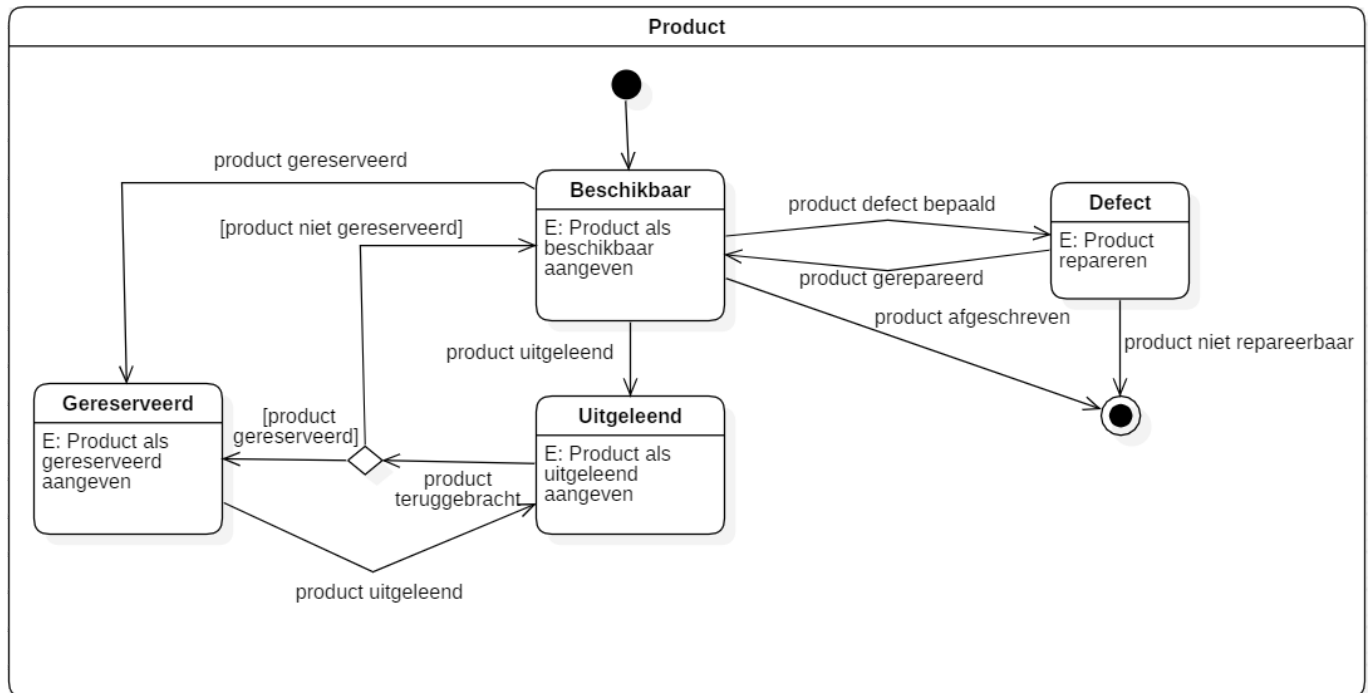 Product
product gereserveerd
Beschikbaar
E: Product als
beschikbaar
aangeven
[product niet gereserveerd]
product defect bepaald
Defect
E: Product
repareren
product gerepareerd
product afgeschreven
product niet repareerbaar
product uitgeleend
Gereserveerd
E: Product als
gereserveerd
aangeven
[product
gereserveerd]
Uitgeleend
E: Product als
uitgeleend
aangeven
product
teruggebracht
product uitgeleend